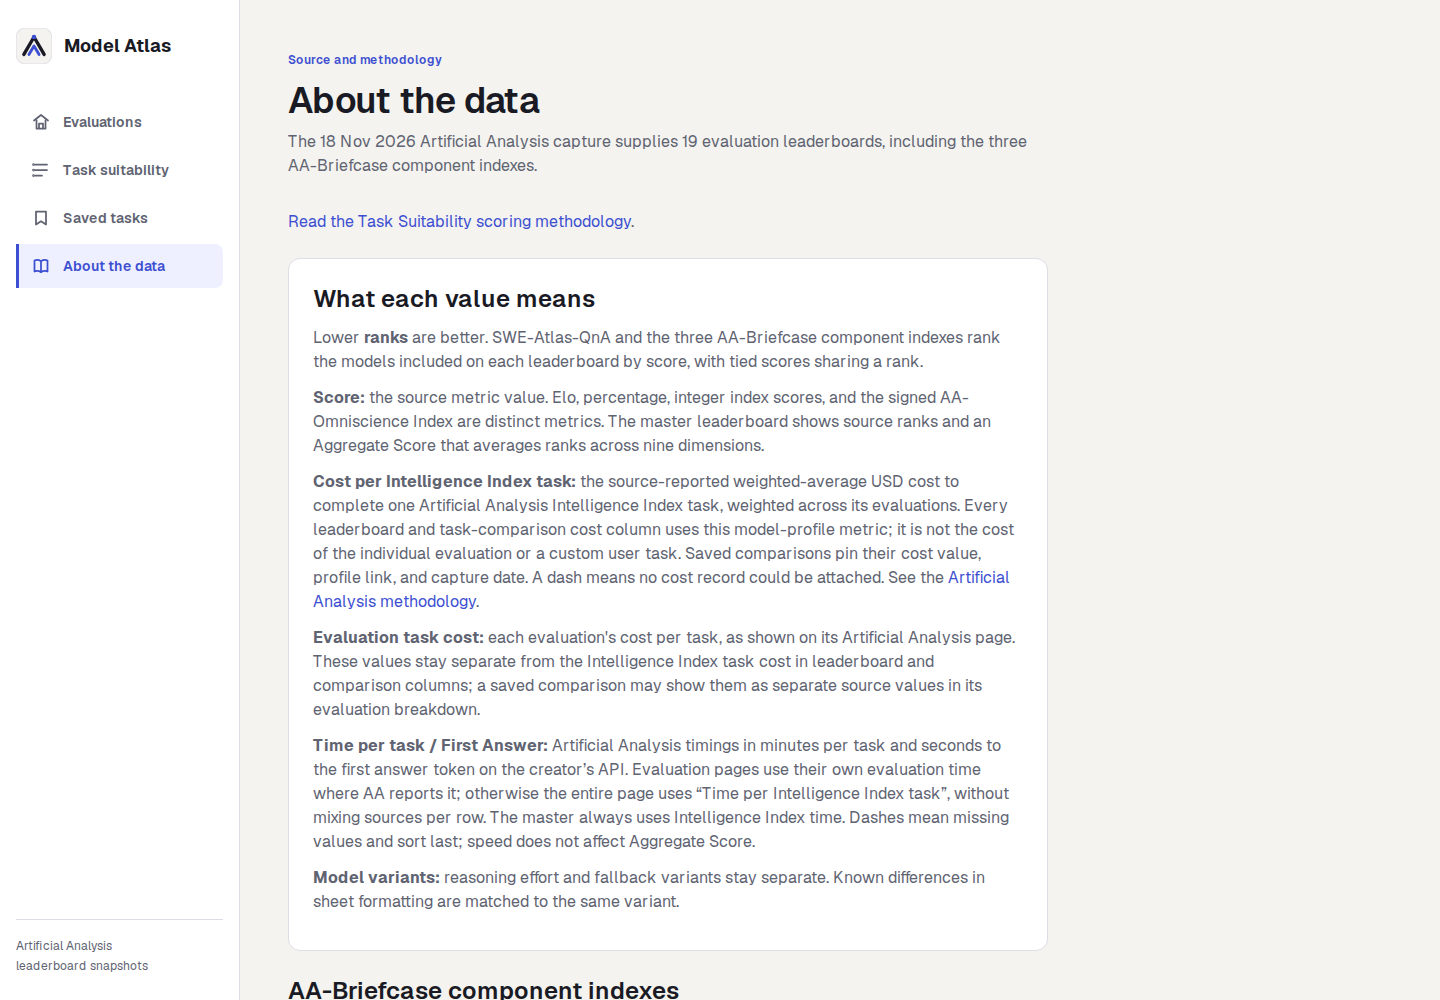 Model Atlas
Evaluations
Task suitability
Saved tasks
About the data
Artificial Analysis
leaderboard snapshots
Source and methodology
About the data
The 18 Nov 2026 Artificial Analysis capture supplies 19 evaluation leaderboards, including the three
AA-Briefcase component indexes.
Read the Task Suitability scoring methodology.
What each value means
Lower ranks are better. SWE-Atlas-QnA and the three AA-Briefcase component indexes rank
the models included on each leaderboard by score, with tied scores sharing a rank.
Score: the source metric value. Elo, percentage, integer index scores, and the signed AA-
Omniscience Index are distinct metrics. The master leaderboard shows source ranks and an
Aggregate Score that averages ranks across nine dimensions.
Cost per Intelligence Index task: the source-reported weighted-average USD cost to
complete one Artificial Analysis Intelligence Index task, weighted across its evaluations. Every
leaderboard and task-comparison cost column uses this model-profile metric; it is not the cost
of the individual evaluation or a custom user task. Saved comparisons pin their cost value,
profile link, and capture date. A dash means no cost record could be attached. See the Artificial
Analysis methodology.
Evaluation task cost: each evaluation's cost per task, as shown on its Artificial Analysis page.
These values stay separate from the Intelligence Index task cost in leaderboard and
comparison columns; a saved comparison may show them as separate source values in its
evaluation breakdown.
Time per task / First Answer: Artificial Analysis timings in minutes per task and seconds to
the first answer token on the creator’s API. Evaluation pages use their own evaluation time
where AA reports it; otherwise the entire page uses “Time per Intelligence Index task”, without
mixing sources per row. The master always uses Intelligence Index time. Dashes mean missing
values and sort last; speed does not affect Aggregate Score.
Model variants: reasoning effort and fallback variants stay separate. Known differences in
sheet formatting are matched to the same variant.
AA-Briefcase component indexes